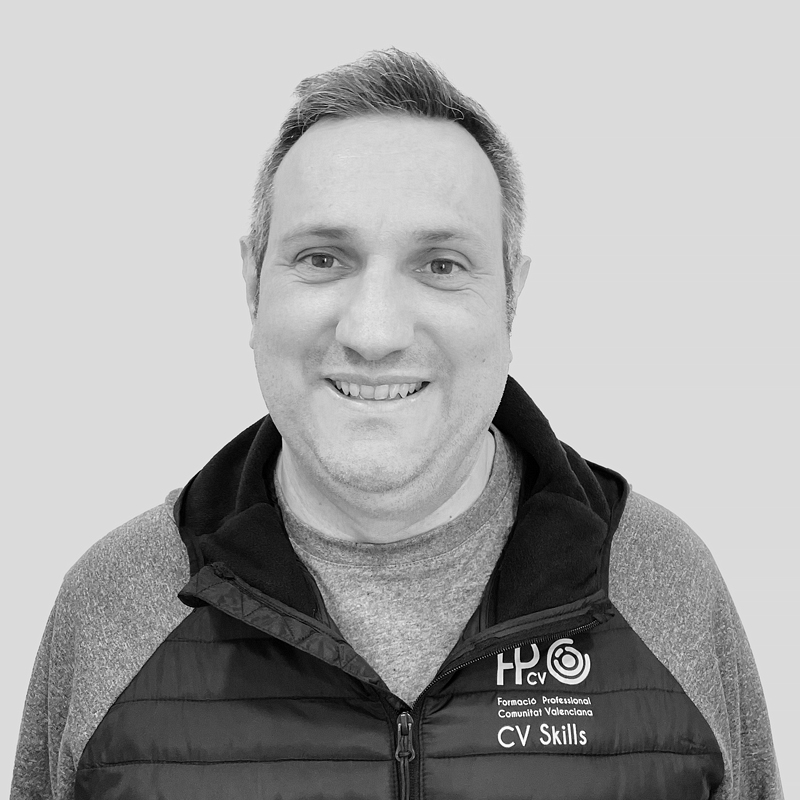 FP CV
Formació Professional
Comunitat Valenciana
CV Skills